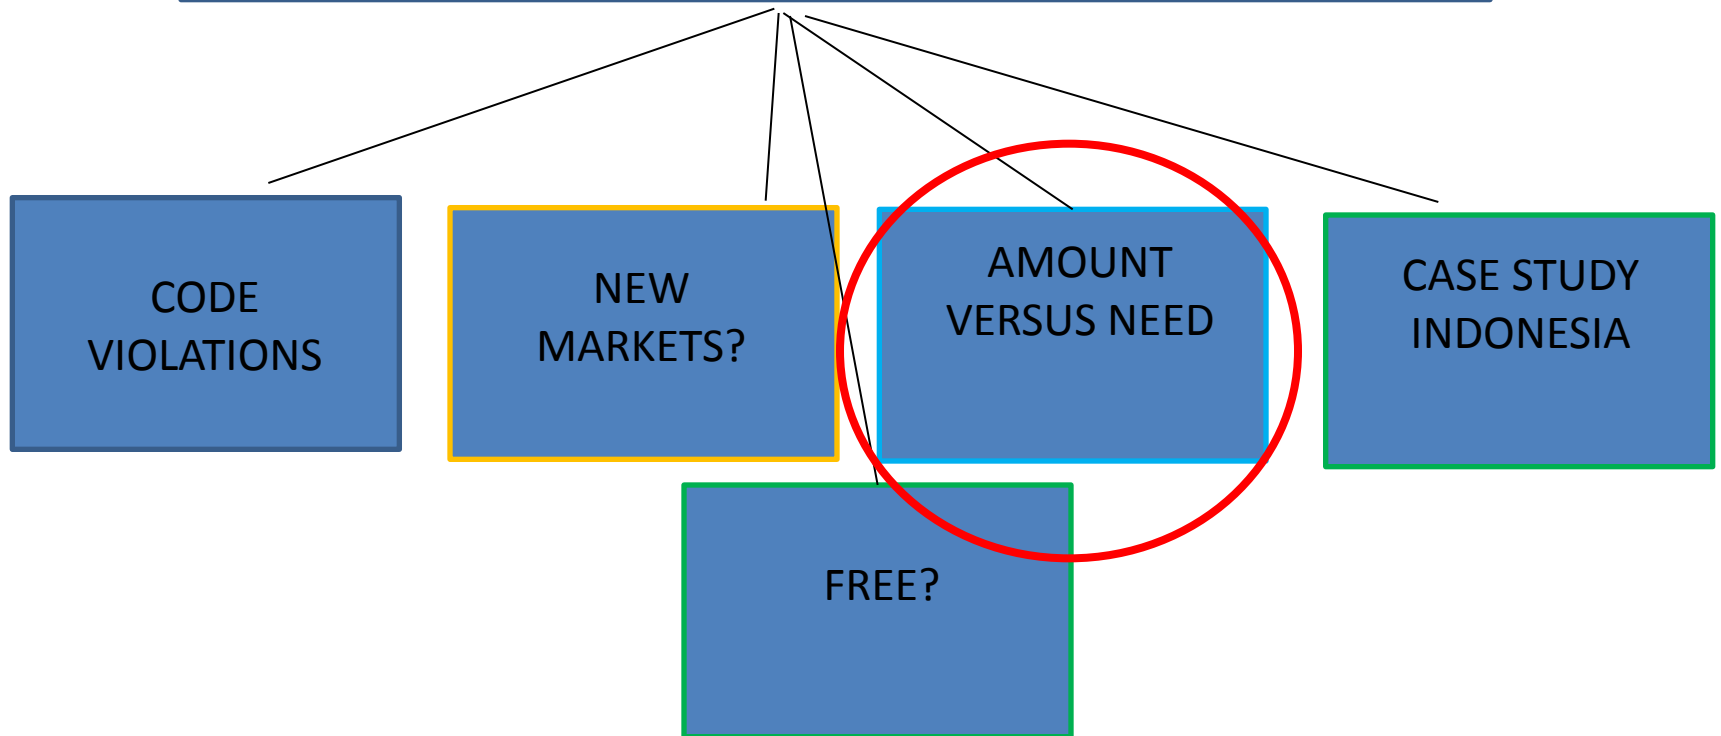 CODE
VIOLATIONS
NEW
MARKETS?
AMOUNT
VERSUS NEED
CASE STUDY
INDONESIA
FREE?